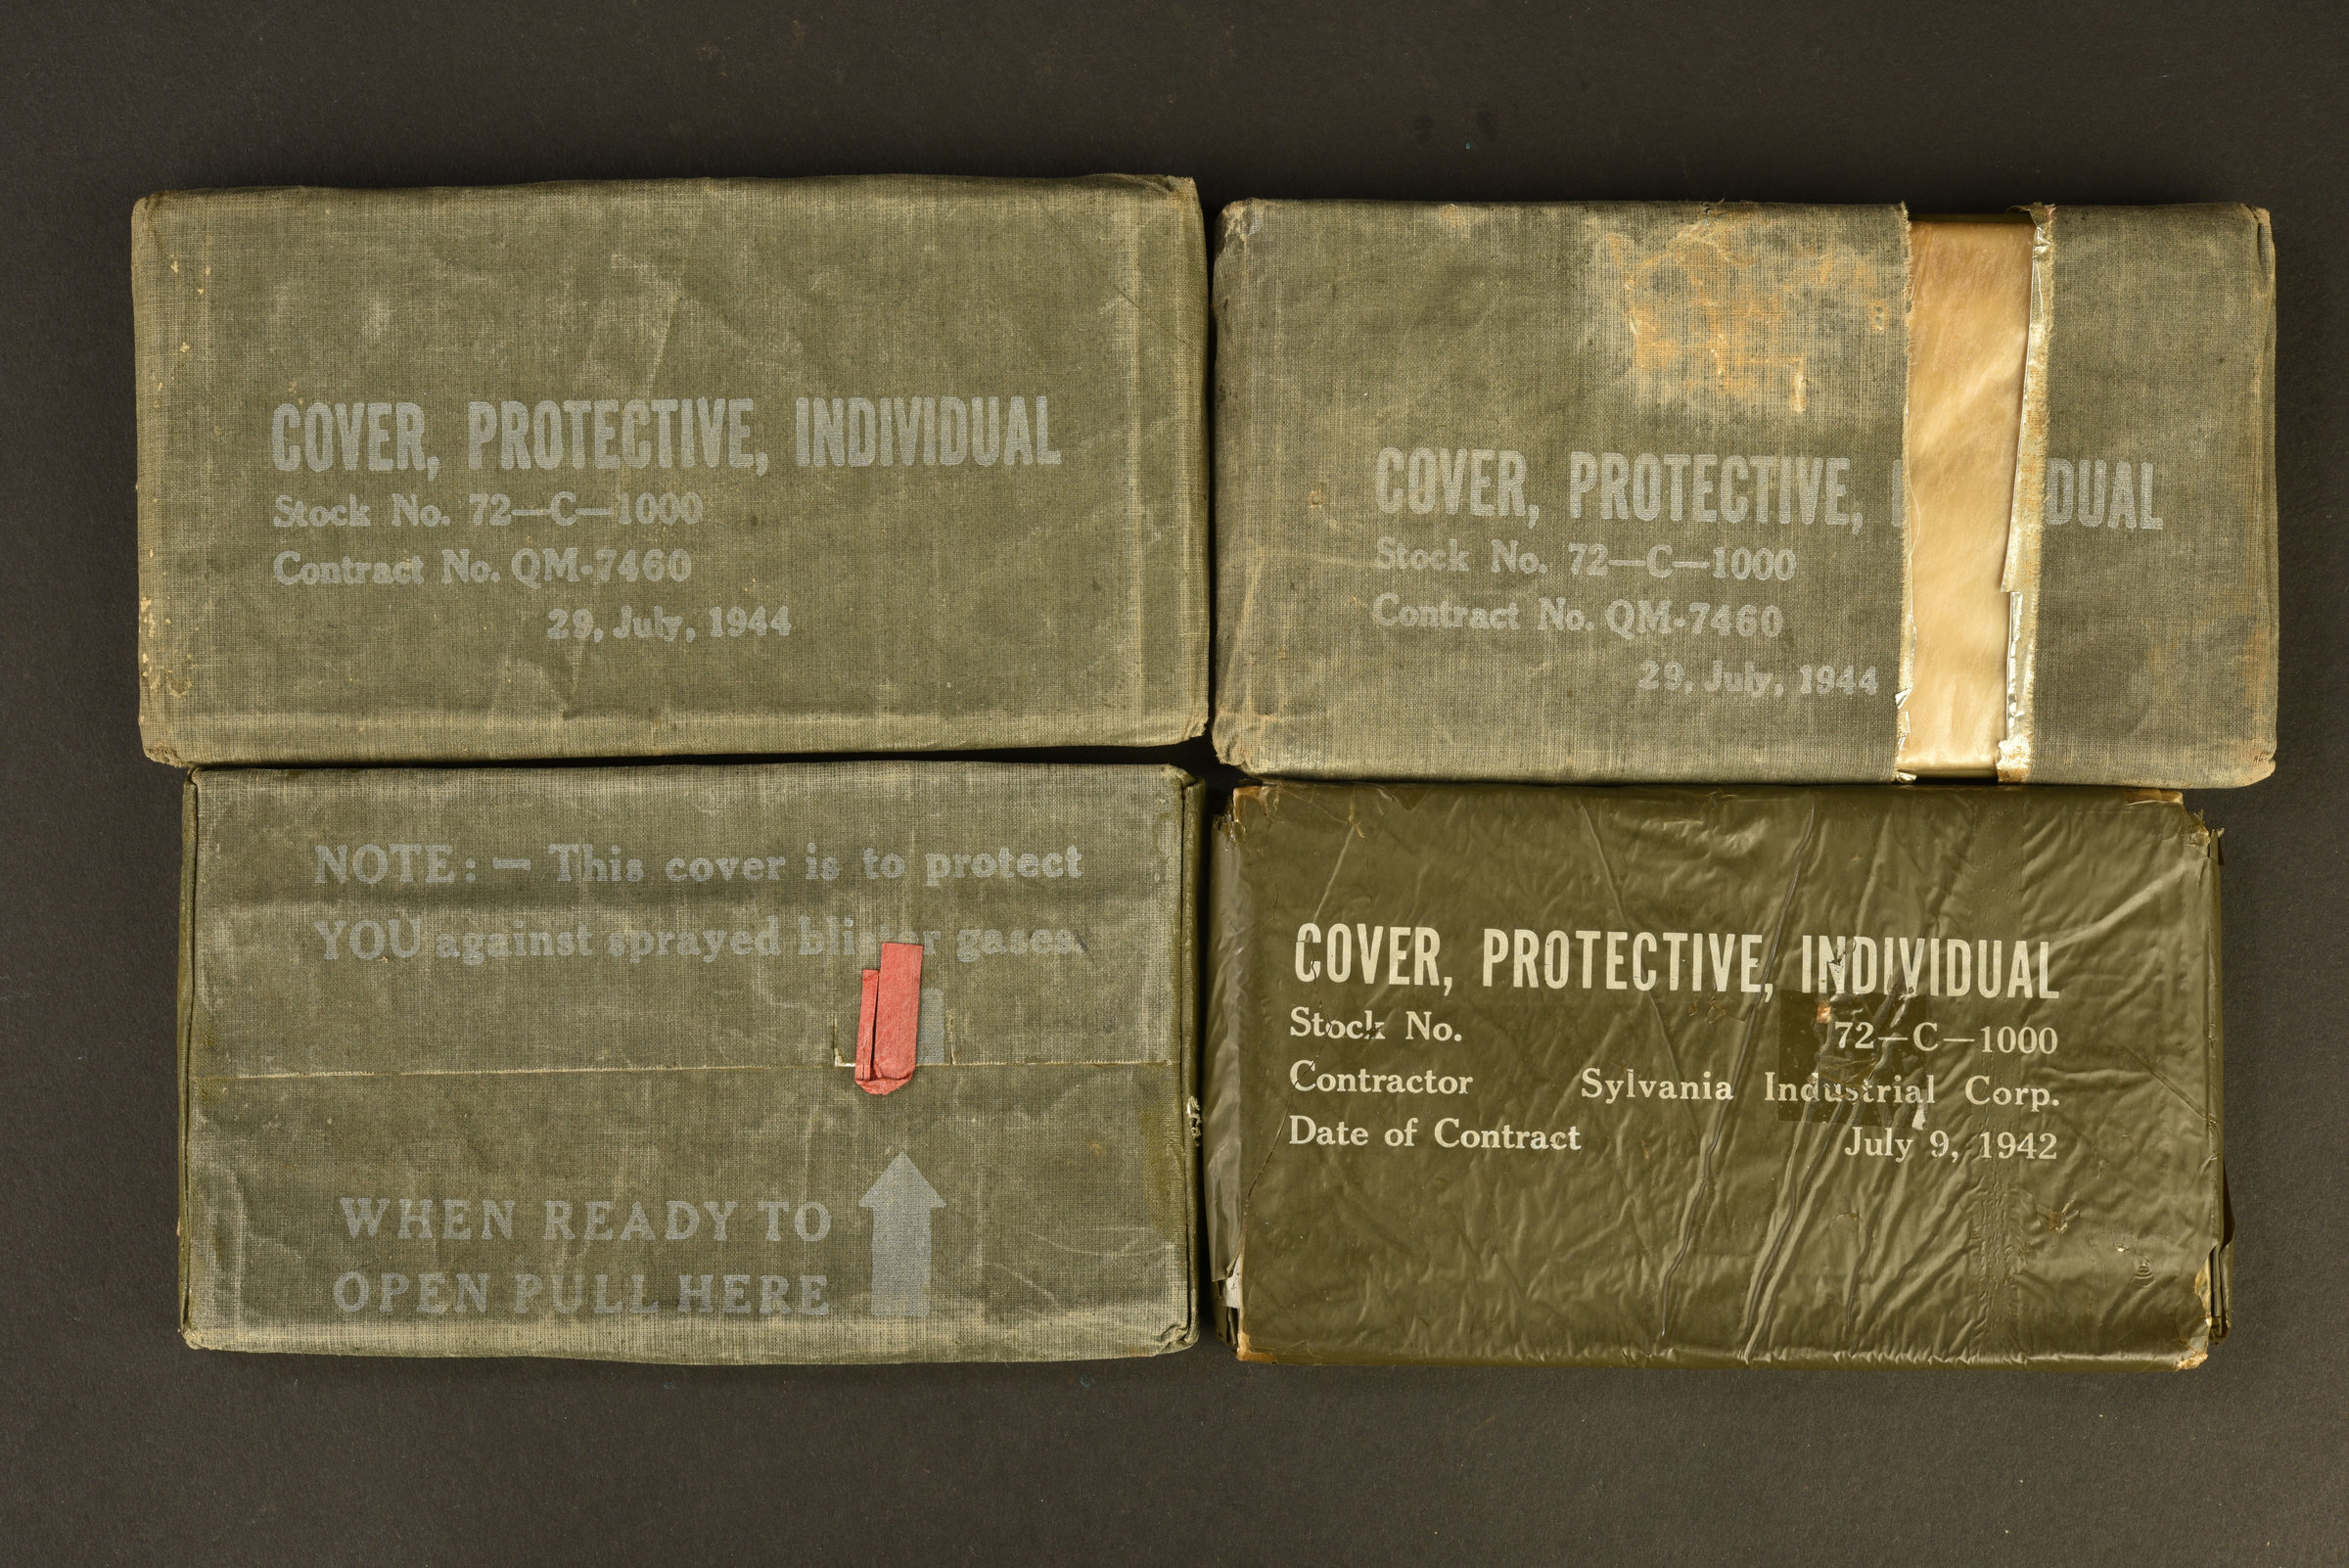 COVER, PROTECTIVE, INDIVIDUAL
Stock No. 72—C—1000
Contract No. QM-7460
29, July, 1944
COVER, PROTECTIVE, I DUAL
Stock No. 72—C—1000
Contract No. QM-7460
29, July, 1944
NOTE: — This cover is to protect
YOU against sprayed bli r gases.
WHEN READY TO
OPEN PULL HERE
COVER, PROTECTIVE, INDIVIDUAL
Stock No. 72—C—1000
Contractor Sylvania Industrial Corp.
Date of Contract July 9, 1942